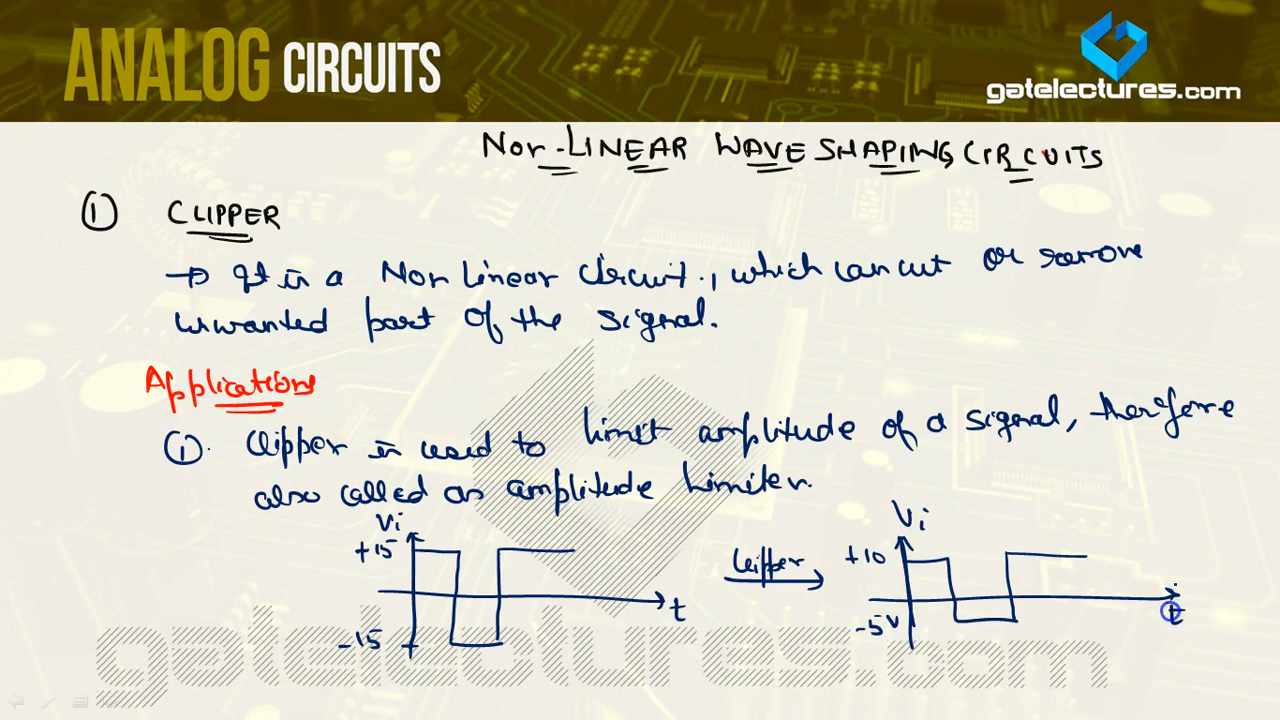 ANALOG CIRCUITS
gatelectures.com
Non-LINEAR WAVE SHAPING CIRCUITS
① CLIPPER
→ It is a Non linear circuit, which can cut or remove
unwanted part of the signal.
Applications
①. Clipper is used to limit amplitude of a signal, therefore
also called as amplitude limiter.
Vi
+15
-15
t
Clipper
Vi
+10
-5V
t
gatelectures.com